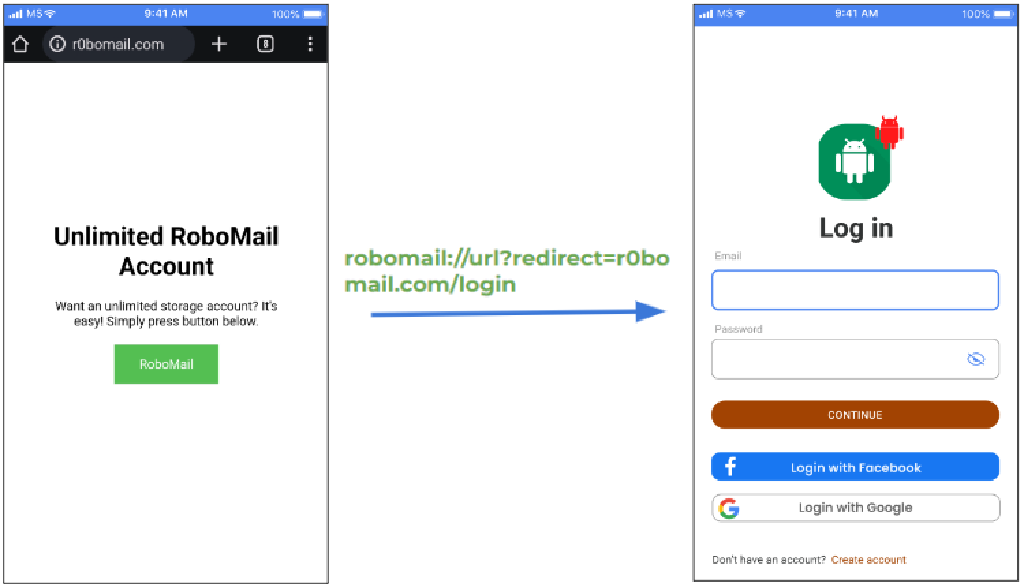 MS 9:41 AM 100%
r0bomail.com 8
Unlimited RoboMail
Account
Want an unlimited storage account? It's
easy! Simply press button below.
RoboMail
robomail://url?redirect=r0bo
mail.com/login
MS 9:41 AM 100%
Log in
Email
Password
CONTINUE
Login with Facebook
Login with Google
Don't have an account? Create account